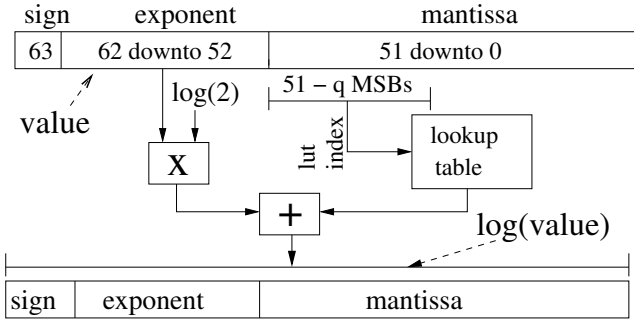 sign exponent mantissa
63 62 downto 52 51 downto 0
51 − q MSBs
log(2)
value
lut index
lookup table
X
+
log(value)
sign exponent mantissa